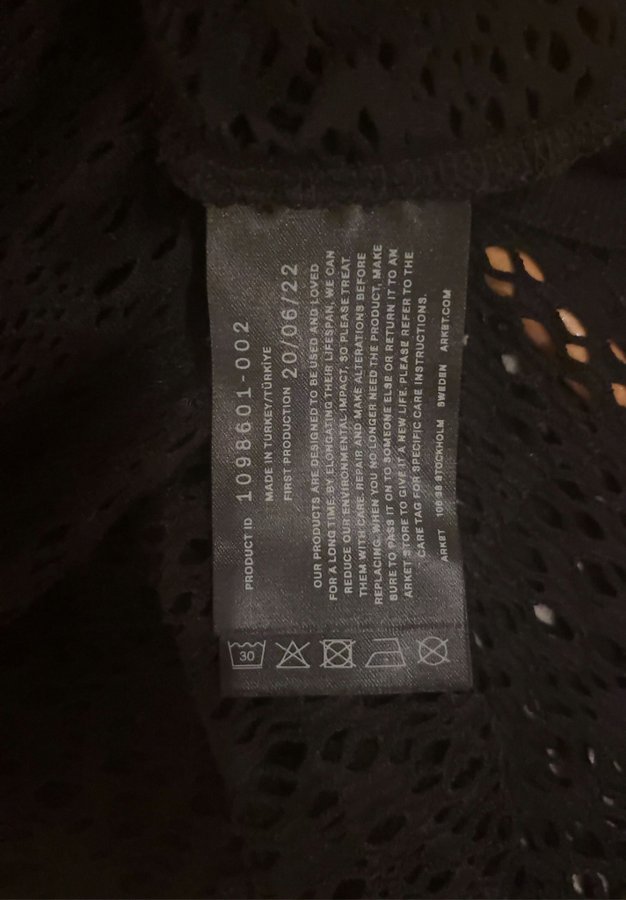 PRODUCT ID 1098601-002
MADE IN TURKEY/TÜRKİYE
FIRST PRODUCTION 20/06/22
OUR PRODUCTS ARE DESIGNED TO BE USED AND LOVED
FOR A LONG TIME. BY ELONGATING THEIR LIFESPAN, WE CAN
REDUCE OUR ENVIRONMENTAL IMPACT, SO PLEASE TREAT
THEM WITH CARE. REPAIR AND MAKE ALTERATIONS BEFORE
REPLACING. WHEN YOU NO LONGER NEED THE PRODUCT, MAKE
SURE TO PASS IT ON TO SOMEONE ELSE OR RETURN IT TO AN
ARKET STORE TO GIVE IT A NEW LIFE. PLEASE REFER TO THE
CARE TAG FOR SPECIFIC CARE INSTRUCTIONS.
ARKET 106 38 STOCKHOLM SWEDEN ARKET.COM
30